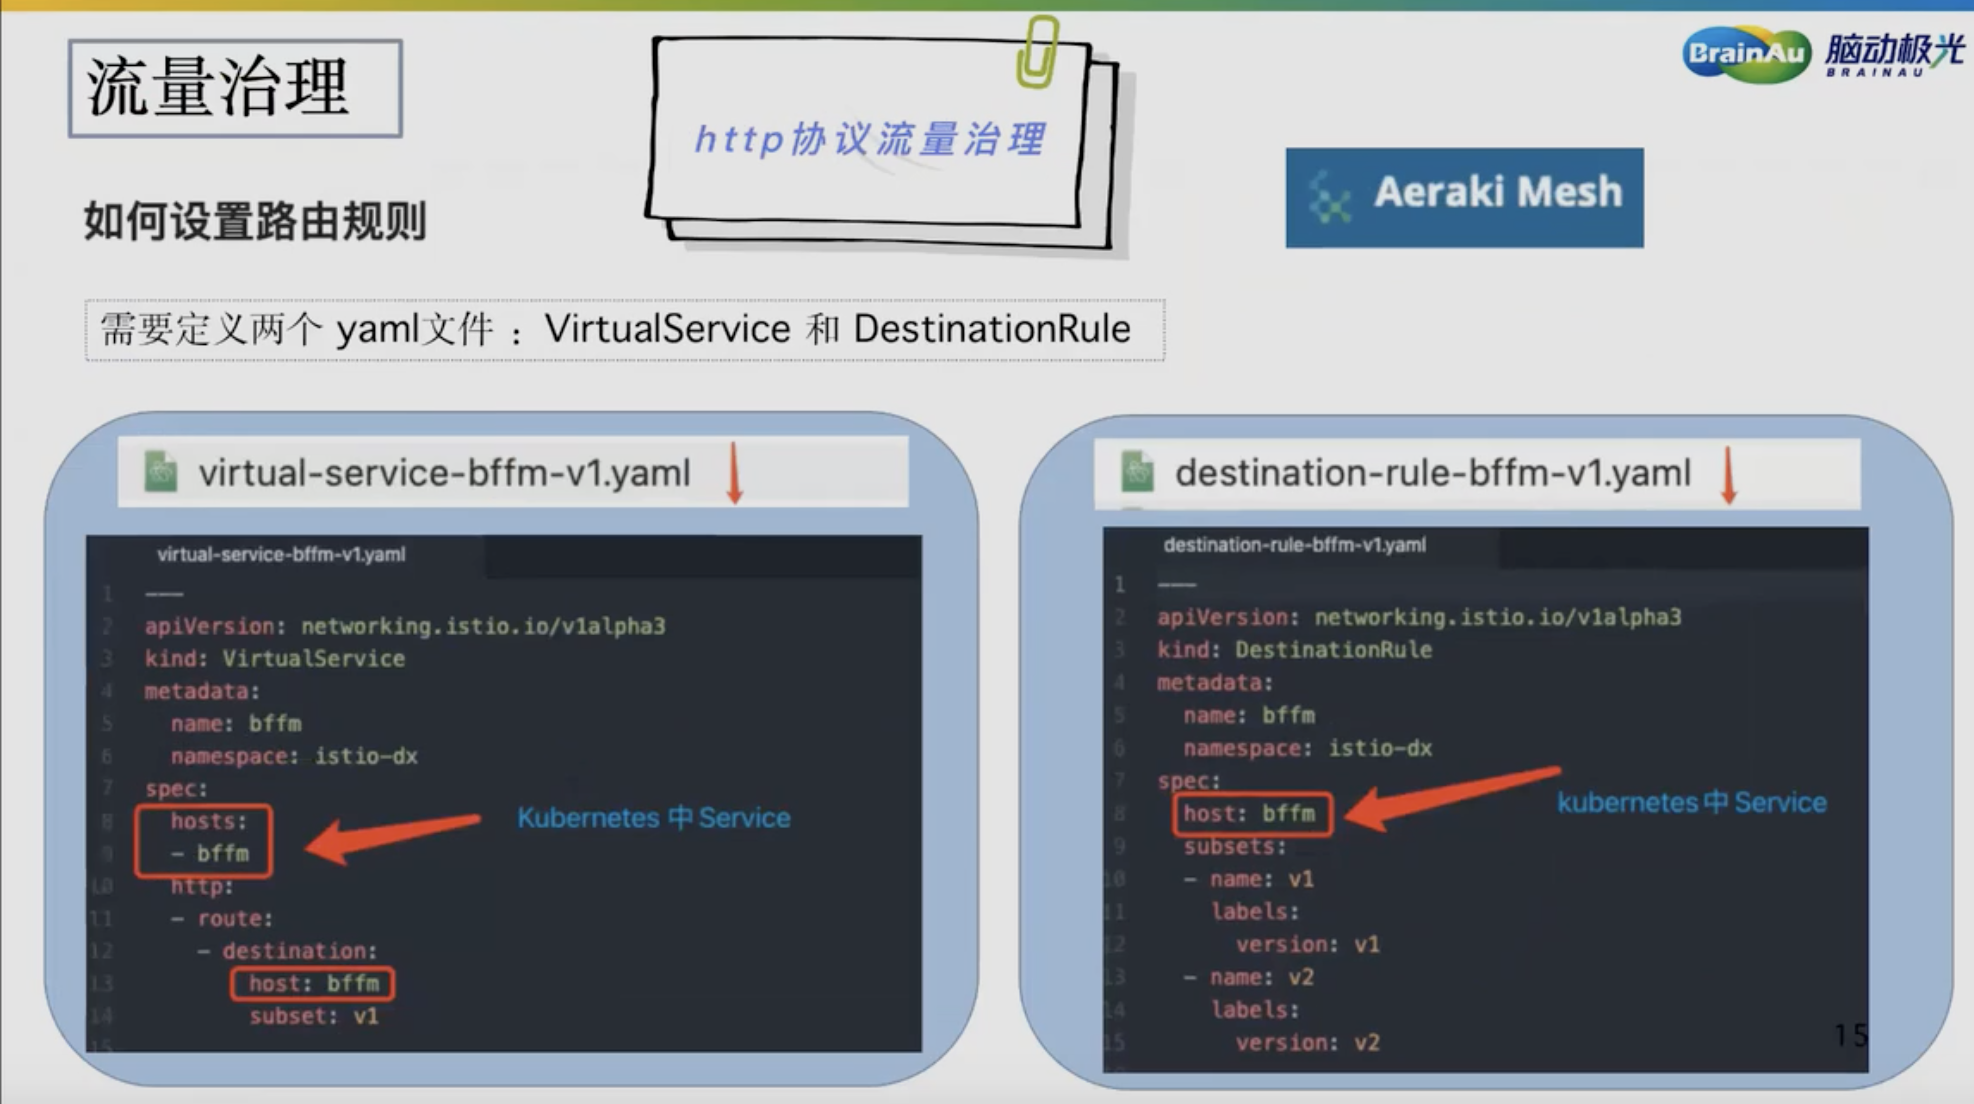 流量治理
http协议流量治理
BrainAu 脑动极光
BRAINAU
Aeraki Mesh
如何设置路由规则
需要定义两个 yaml文件 ：VirtualService 和 DestinationRule
virtual-service-bffm-v1.yaml
virtual-service-bffm-v1.yaml
1 ---
2 apiVersion: networking.istio.io/v1alpha3
3 kind: VirtualService
4 metadata:
5 name: bffm
6 namespace: istio-dx
7 spec:
8 hosts:
9 - bffm
10 http:
11 - route:
12 - destination:
13 host: bffm
14 subset: v1
15
Kubernetes 中 Service
destination-rule-bffm-v1.yaml
destination-rule-bffm-v1.yaml
1 ---
2 apiVersion: networking.istio.io/v1alpha3
3 kind: DestinationRule
4 metadata:
5 name: bffm
6 namespace: istio-dx
7 spec:
8 host: bffm
9 subsets:
10 - name: v1
11 labels:
12 version: v1
13 - name: v2
14 labels:
15 version: v2
kubernetes 中 Service
15